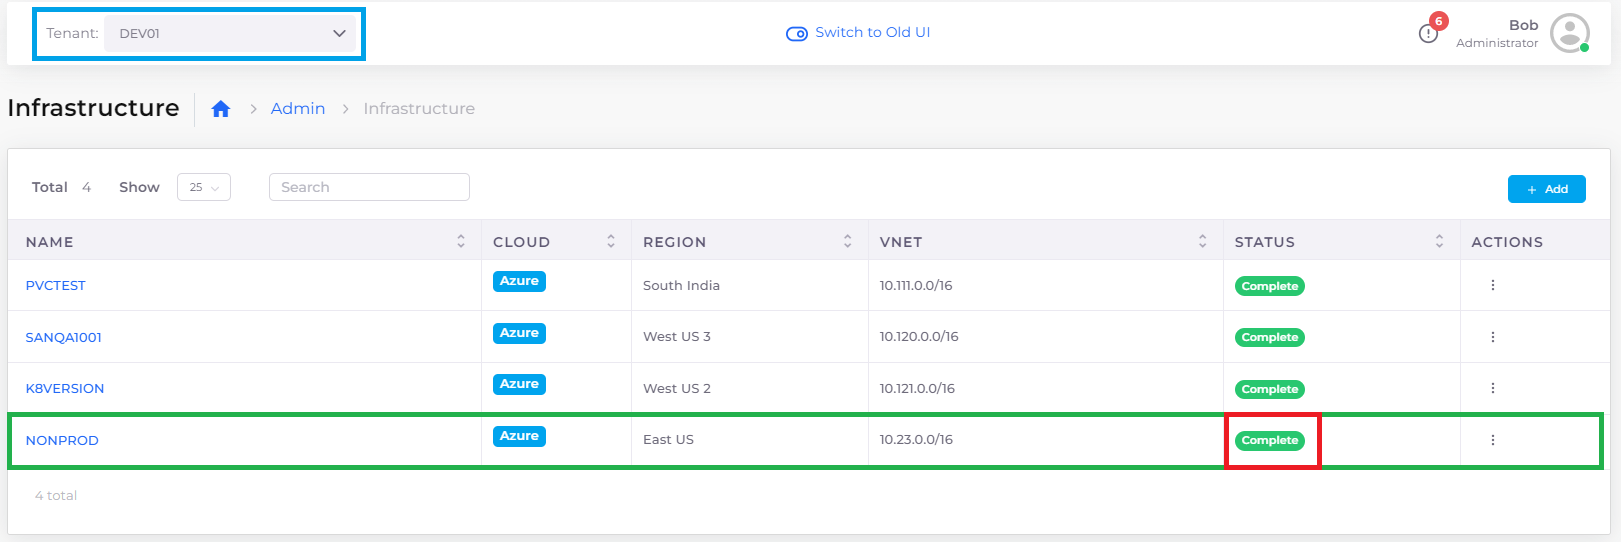 Tenant: DEV01 Switch to Old UI 6 Bob
Administrator
Infrastructure > Admin > Infrastructure
Total 4 Show 25 Search + Add
NAME CLOUD REGION VNET STATUS ACTIONS
PVCTEST Azure South India 10.111.0.0/16 Complete
SANQA1001 Azure West US 3 10.120.0.0/16 Complete
K8VERSION Azure West US 2 10.121.0.0/16 Complete
NONPROD Azure East US 10.23.0.0/16 Complete
4 total